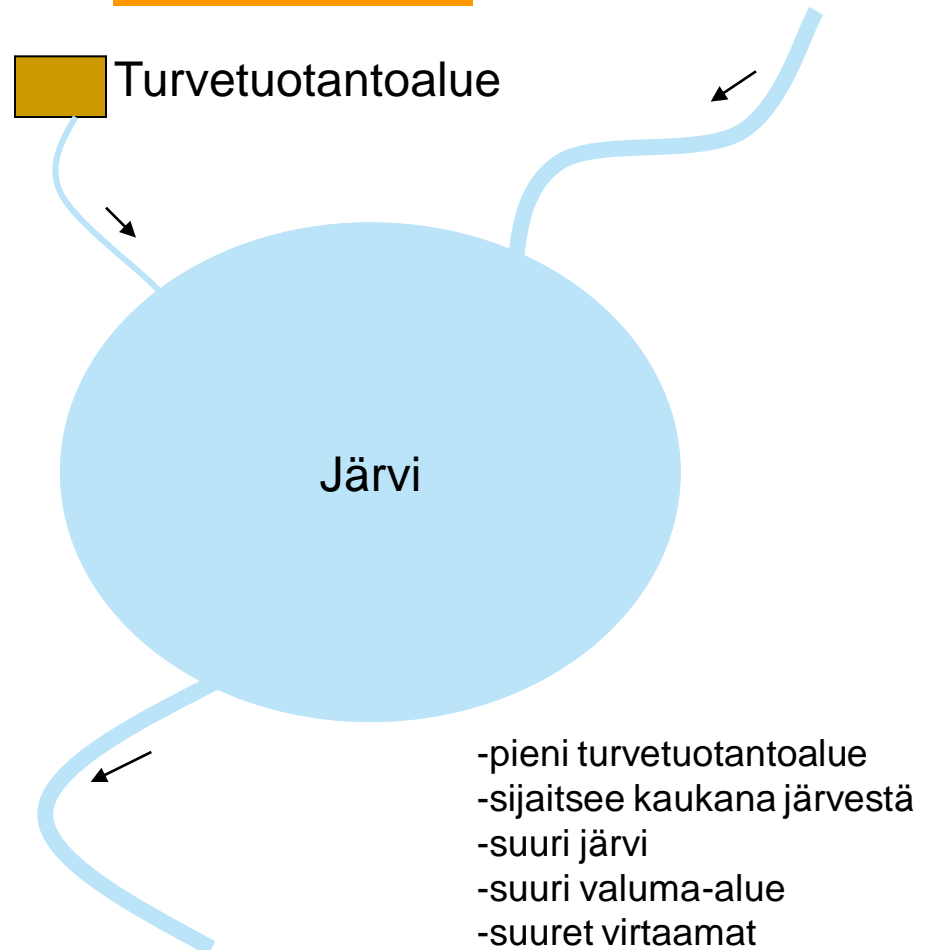 Turvetuotantoalue
Järvi
-pieni turvetuotantoalue
-sijaitsee kaukana järvestä
-suuri järvi
-suuri valuma-alue
-suuret virtaamat